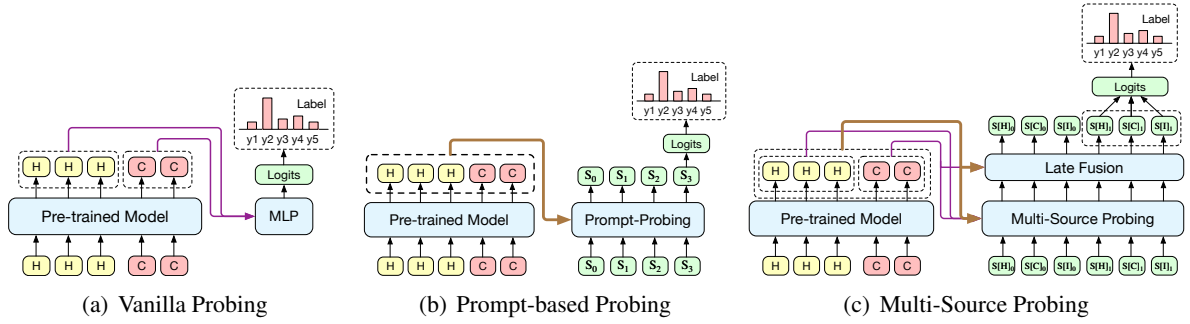 Label
y1 y2 y3 y4 y5
Logits
H H H C C
Pre-trained Model
MLP
H H H C C
(a) Vanilla Probing
Label
y1 y2 y3 y4 y5
Logits
H H H C C
S0 S1 S2 S3
Pre-trained Model
Prompt-Probing
H H H C C
S0 S1 S2 S3
(b) Prompt-based Probing
Label
y1 y2 y3 y4 y5
Logits
S[H]0 S[C]0 S[I]0 S[H]1 S[C]1 S[I]1
H H H C C
Late Fusion
Pre-trained Model
Multi-Source Probing
H H H C C
S[H]0 S[C]0 S[I]0 S[H]1 S[C]1 S[I]1
(c) Multi-Source Probing